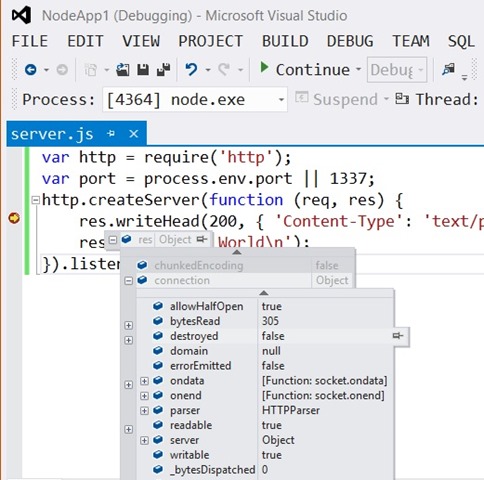 NodeApp1 (Debugging) - Microsoft Visual Studio
FILE EDIT VIEW PROJECT BUILD DEBUG TEAM SQL
Continue Debug
Process: [4364] node.exe Suspend Thread:
server.js
var http = require('http');
var port = process.env.port || 1337;
http.createServer(function (req, res) {
res.writeHead(200, { 'Content-Type': 'text/p
res World\n');
res Object
}).listen
chunkedEncoding false
connection Object
allowHalfOpen true
bytesRead 305
destroyed false
domain null
errorEmitted false
ondata [Function: socket.ondata]
onend [Function: socket.onend]
parser HTTPParser
readable true
server Object
writable true
_bytesDispatched 0